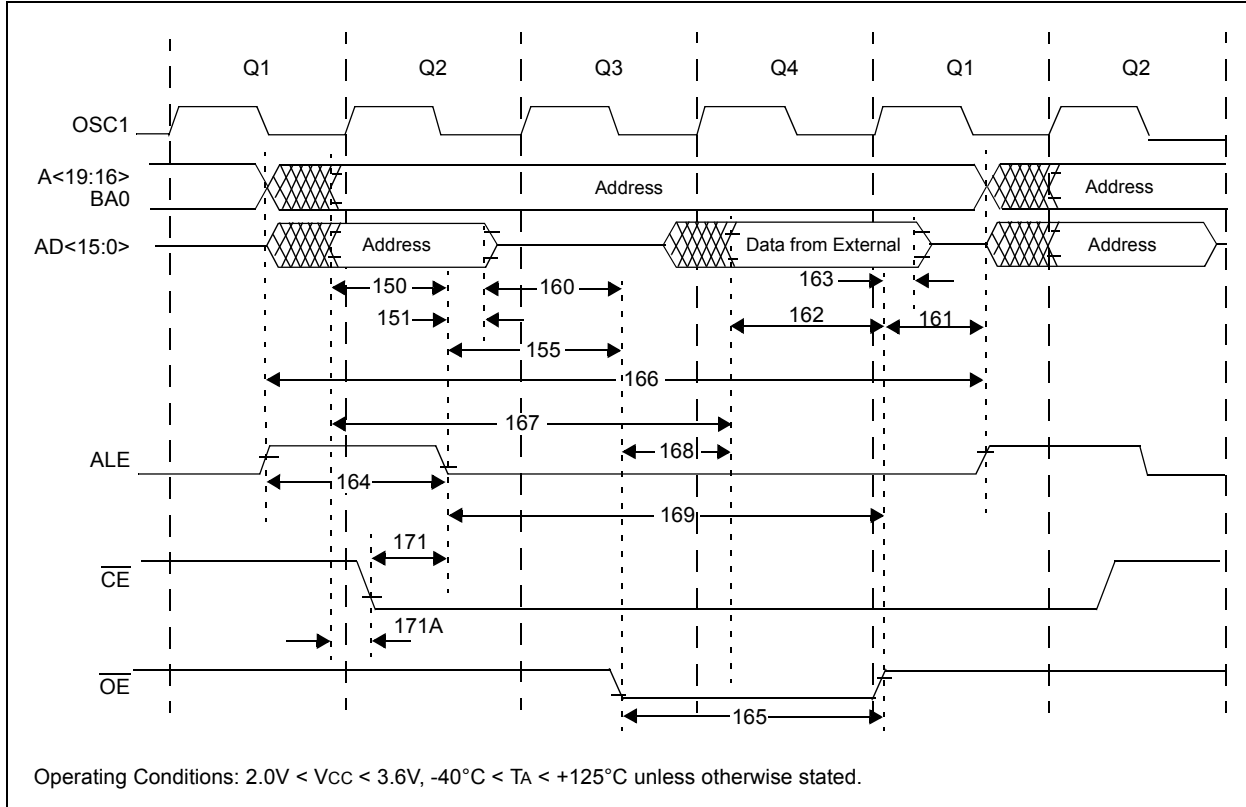 Q1 Q2 Q3 Q4 Q1 Q2
OSC1
A<19:16>
BA0
Address Address
AD<15:0>
Address Data from External Address
150 160 163
151 162 161
155
166
167
168
ALE
164
169
171
CE
171A
OE
165
Operating Conditions: 2.0V < VCC < 3.6V, -40°C < TA < +125°C unless otherwise stated.